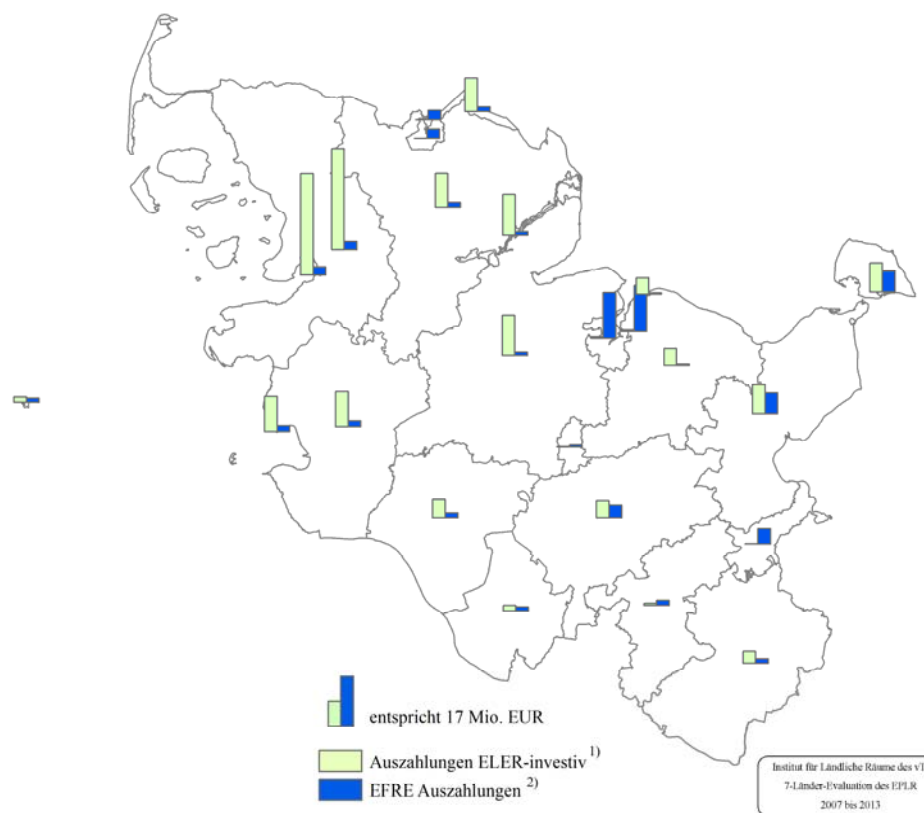 entspricht 17 Mio. EUR
Auszahlungen ELER-investiv 1)
EFRE Auszahlungen 2)
Institut für Ländliche Räume des vT
7-Länder-Evaluation des EPLR
2007 bis 2013